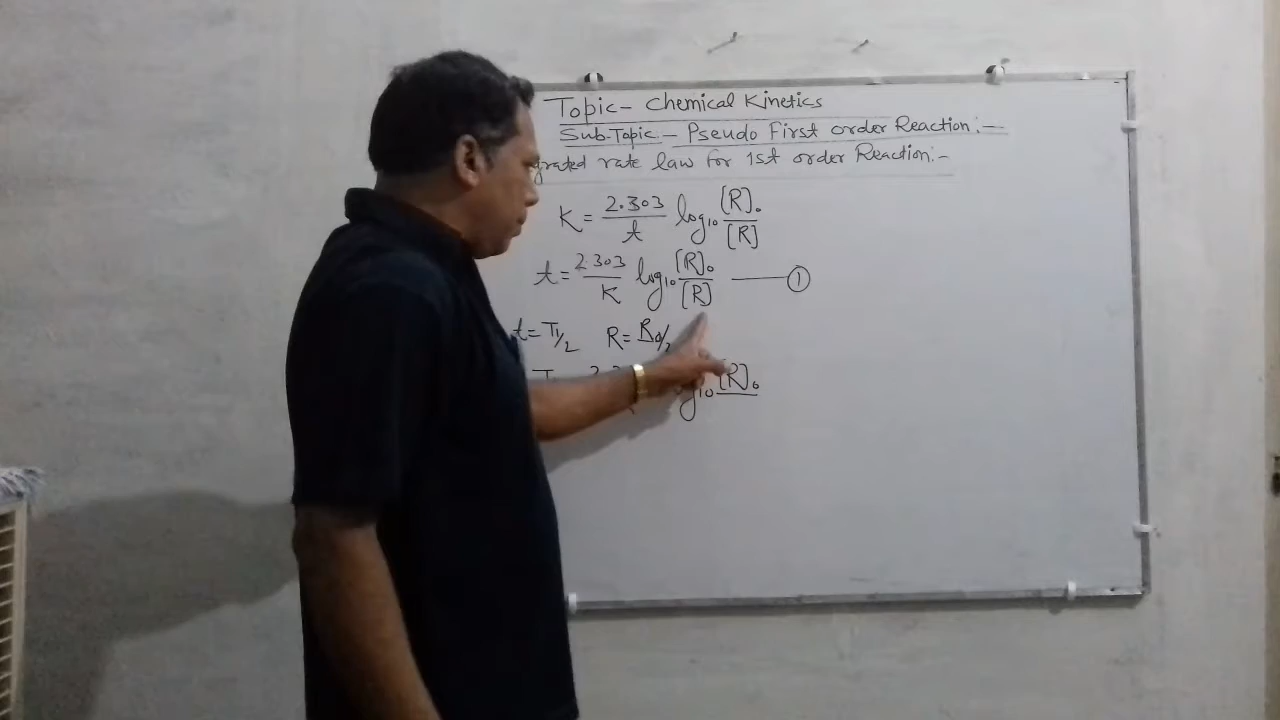 Topic- Chemical Kinetics
Sub-Topic - Pseudo First order Reaction:-
grated rate law for 1st order Reaction:-
K = 2.303/t log₁₀ [R]₀/[R]
t = 2.303/K log₁₀ [R]₀/[R] —— ①
t = T1/2 R = R₀/2
log₁₀ [R]₀